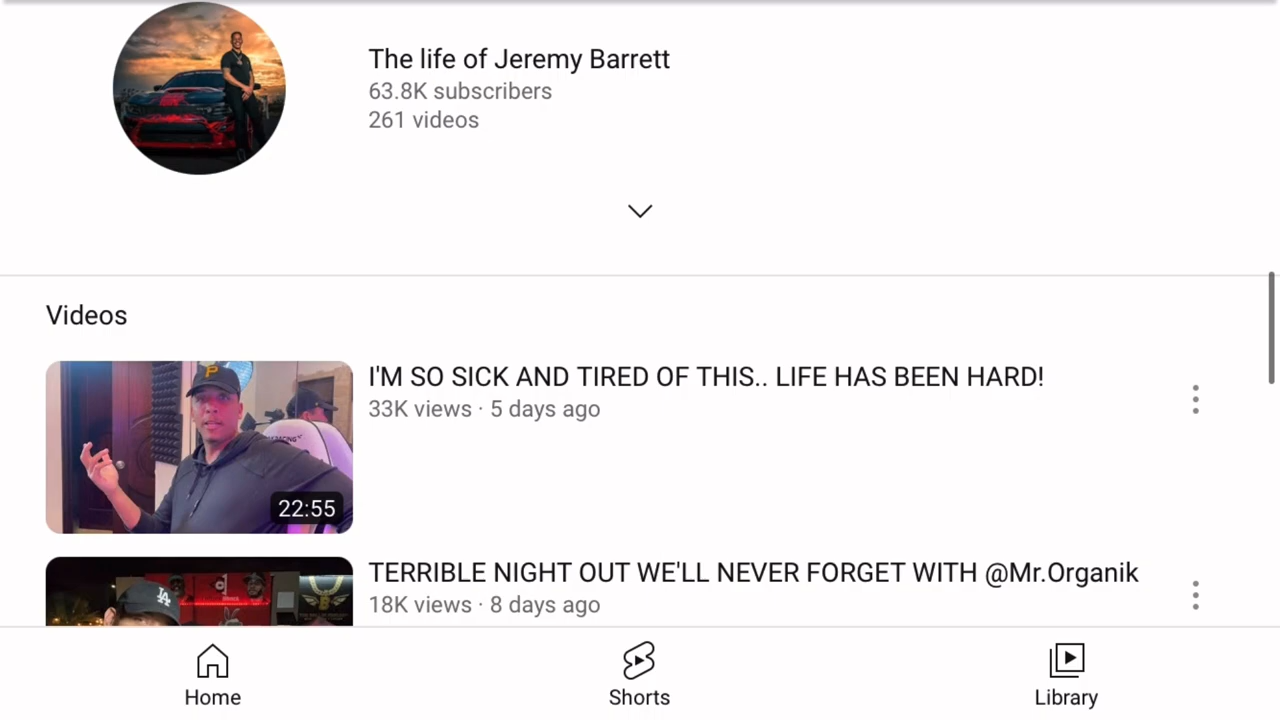 The life of Jeremy Barrett
63.8K subscribers
261 videos
Videos
I'M SO SICK AND TIRED OF THIS.. LIFE HAS BEEN HARD!
33K views · 5 days ago
P
22:55
TERRIBLE NIGHT OUT WE'LL NEVER FORGET WITH @Mr.Organik
18K views · 8 days ago
LA
Home
Shorts
Library